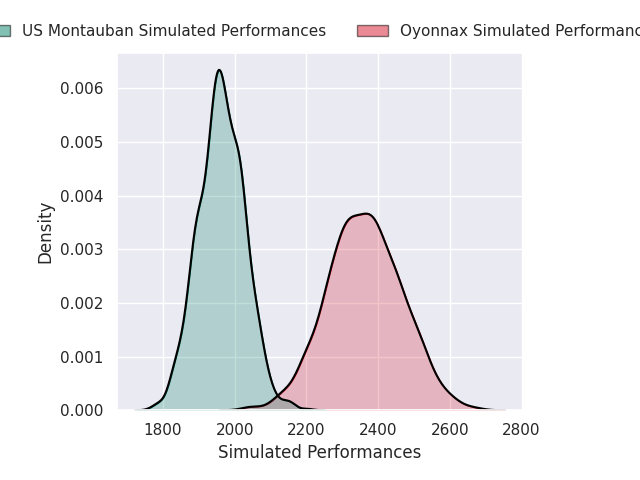 US Montauban Simulated Performances
Oyonnax Simulated
0.006
0.005
0.004
0.003
0.002
0.001
0.000
Density
1800 2000 2200 2400 2600 2800
Simulated Performances